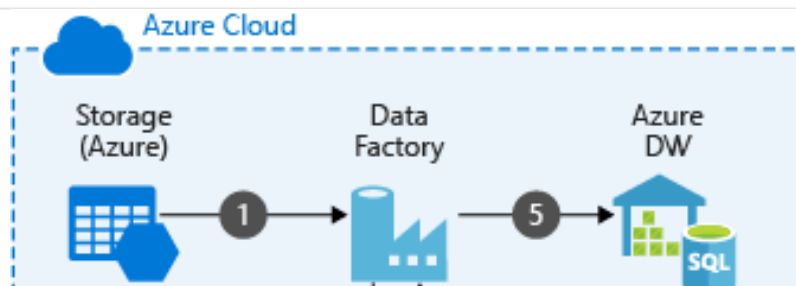 Azure Cloud
Storage
(Azure)
Data
Factory
Azure
DW
1
5
SQL